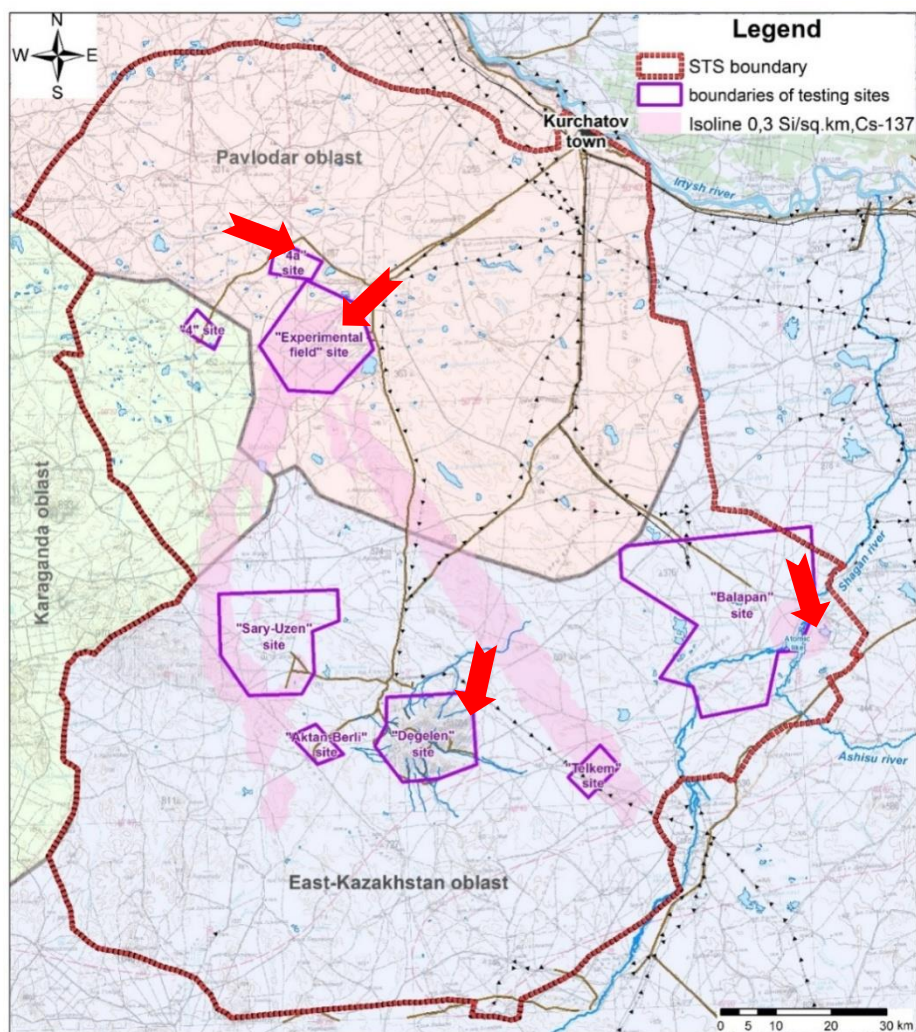 N
W E
S
Legend
STS boundary
boundaries of testing sites
Isoline 0,3 Si/sq.km,Cs-137
Kurchatov
town
Pavlodar oblast
Irtysh river
"4a"
site
"4" site
"Experimental
field" site
Karaganda oblast
Shagan river
"Balapan"
site
Atomic
lake
"Sary-Uzen"
site
"Aktan-Berli"
site
"Degelen"
site
"Telkem"
site
Ashisu river
East-Kazakhstan oblast
0 5 10 20 30 km